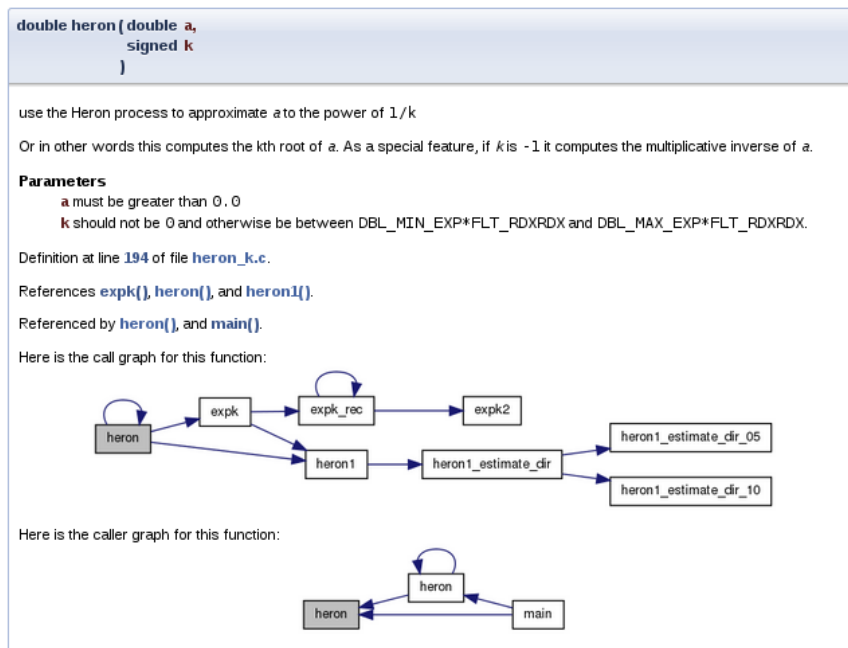 double heron ( double a,
signed k
)
use the Heron process to approximate a to the power of 1/k
Or in other words this computes the kth root of a. As a special feature, if k is -1 it computes the multiplicative inverse of a.
Parameters
a must be greater than 0.0
k should not be 0 and otherwise be between DBL_MIN_EXP*FLT_RDXRDX and DBL_MAX_EXP*FLT_RDXRDX.
Definition at line 194 of file heron_k.c.
References expk(), heron(), and heron1().
Referenced by heron(), and main().
Here is the call graph for this function:
heron
expk
expk_rec
expk2
heron1
heron1_estimate_dir
heron1_estimate_dir_05
heron1_estimate_dir_10
Here is the caller graph for this function:
heron
heron
main